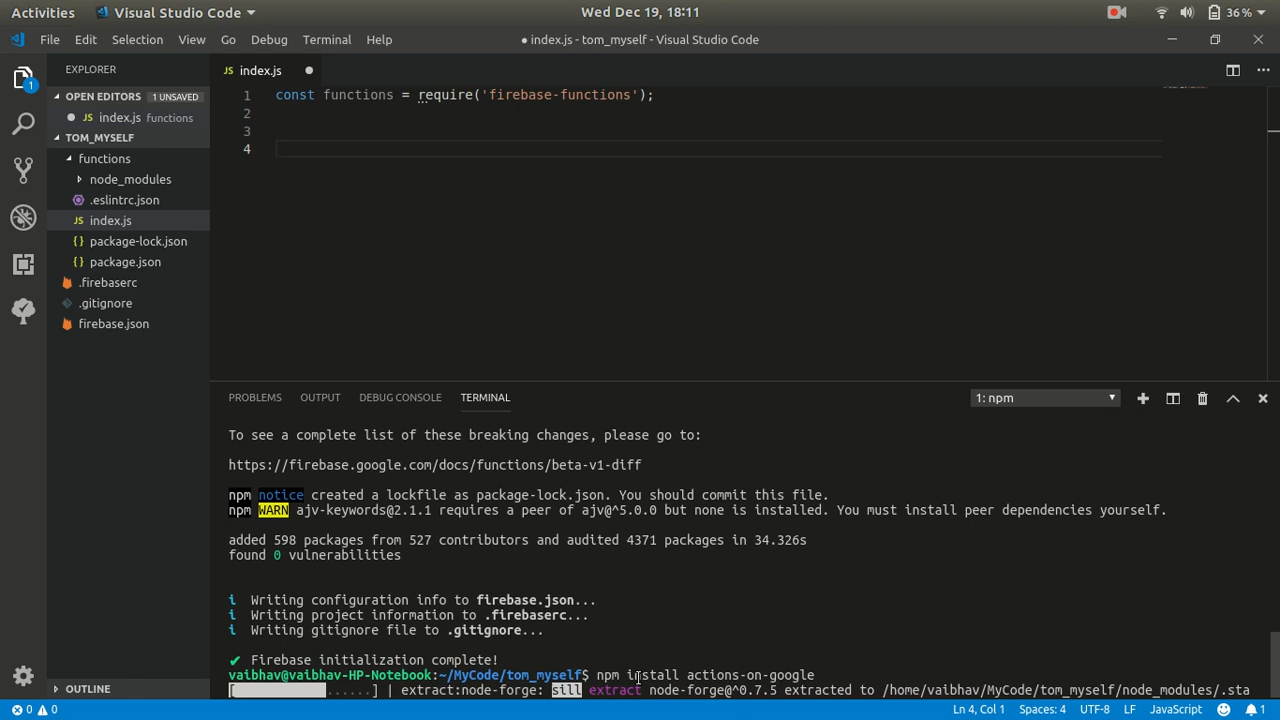 Activities Visual Studio Code Wed Dec 19, 18:11 36%
File Edit Selection View Go Debug Terminal Help ● index.js - tom_myself - Visual Studio Code
EXPLORER JS index.js
OPEN EDITORS 1 UNSAVED
JS index.js functions
TOM_MYSELF
functions
node_modules
.eslintrc.json
JS index.js
{} package-lock.json
{} package.json
.firebaserc
.gitignore
firebase.json
OUTLINE
1 const functions = require('firebase-functions');
2
3
4
PROBLEMS OUTPUT DEBUG CONSOLE TERMINAL 1: npm
To see a complete list of these breaking changes, please go to:
https://firebase.google.com/docs/functions/beta-v1-diff
npm notice created a lockfile as package-lock.json. You should commit this file.
npm WARN ajv-keywords@2.1.1 requires a peer of ajv@^5.0.0 but none is installed. You must install peer dependencies yourself.
added 598 packages from 527 contributors and audited 4371 packages in 34.326s
found 0 vulnerabilities
i Writing configuration info to firebase.json...
i Writing project information to .firebaserc...
i Writing gitignore file to .gitignore...
✔ Firebase initialization complete!
vaibhav@vaibhav-HP-Notebook:~/MyCode/tom_myself$ npm install actions-on-google
[ ......] | extract:node-forge: sill extract node-forge@^0.7.5 extracted to /home/vaibhav/MyCode/tom_myself/node_modules/.sta
0 0 Ln 4, Col 1 Spaces: 4 UTF-8 LF JavaScript 1